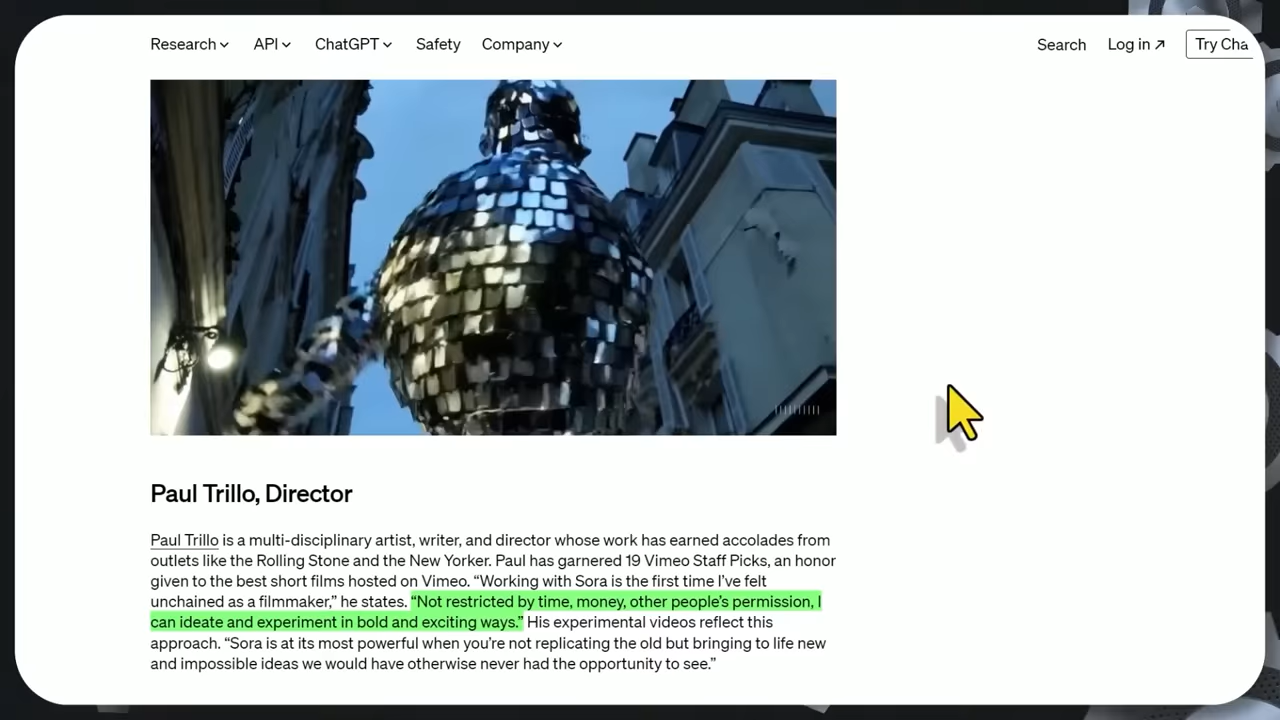 Research API ChatGPT Safety Company Search Log in ↗ Try Cha
Paul Trillo, Director
Paul Trillo is a multi-disciplinary artist, writer, and director whose work has earned accolades from
outlets like the Rolling Stone and the New Yorker. Paul has garnered 19 Vimeo Staff Picks, an honor
given to the best short films hosted on Vimeo. “Working with Sora is the first time I’ve felt
unchained as a filmmaker,” he states. “Not restricted by time, money, other people’s permission, I
can ideate and experiment in bold and exciting ways.” His experimental videos reflect this
approach. “Sora is at its most powerful when you’re not replicating the old but bringing to life new
and impossible ideas we would have otherwise never had the opportunity to see.”